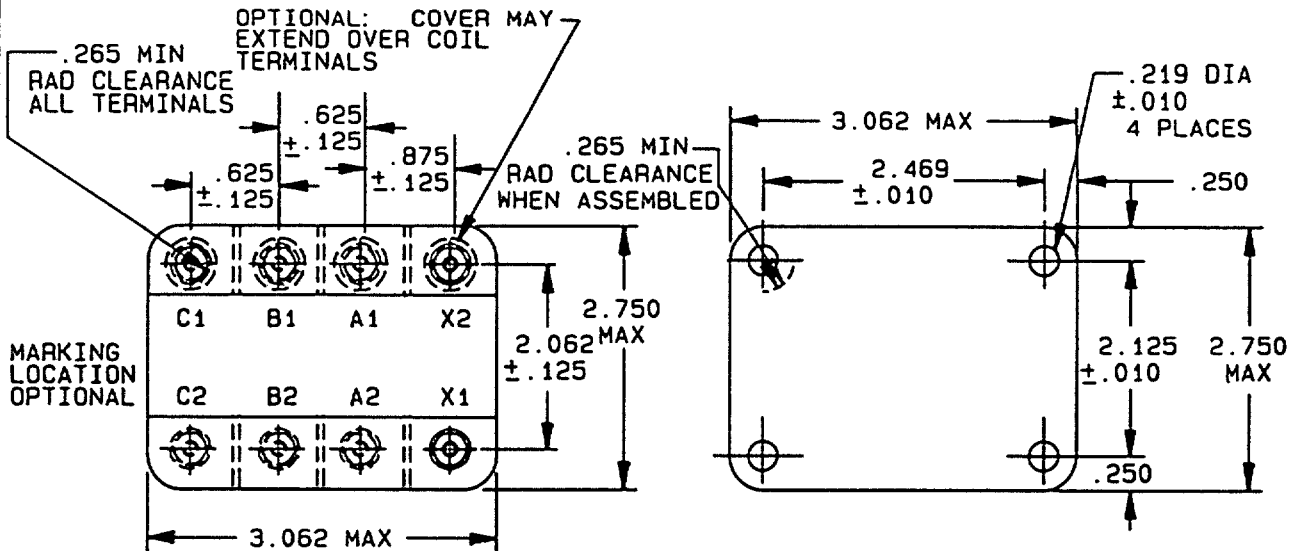 OPTIONAL: COVER MAY
EXTEND OVER COIL
TERMINALS
.265 MIN
RAD CLEARANCE
ALL TERMINALS
.625
±.125
.625
±.125
.875
±.125
.265 MIN
RAD CLEARANCE
WHEN ASSEMBLED
C1 B1 A1 X2
MARKING
LOCATION
OPTIONAL
C2 B2 A2 X1
2.062
±.125
2.750
MAX
3.062 MAX
3.062 MAX
.219 DIA
±.010
4 PLACES
2.469
±.010
.250
2.125
±.010
2.750
MAX
.250